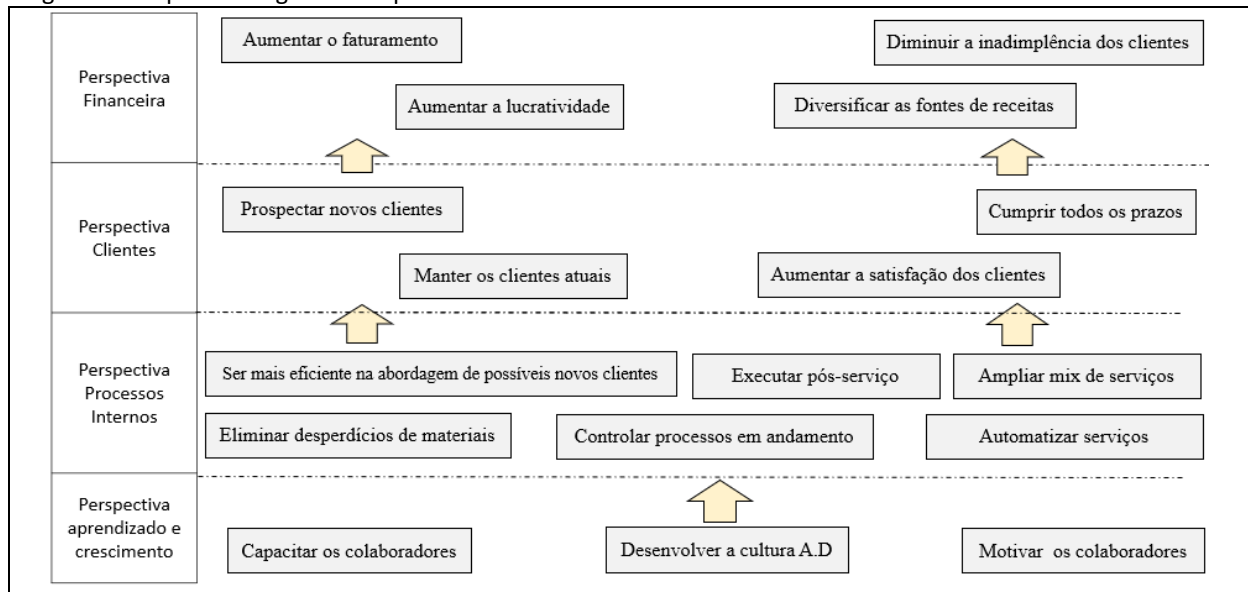 Aumentar o faturamento
Diminuir a inadimplência dos clientes
Perspectiva
Financeira
Aumentar a lucratividade
Diversificar as fontes de receitas
Prospectar novos clientes
Cumprir todos os prazos
Perspectiva
Clientes
Manter os clientes atuais
Aumentar a satisfação dos clientes
Perspectiva
Processos
Internos
Ser mais eficiente na abordagem de possíveis novos clientes
Executar pós-serviço
Ampliar mix de serviços
Eliminar desperdícios de materiais
Controlar processos em andamento
Automatizar serviços
Perspectiva
aprendizado e
crescimento
Capacitar os colaboradores
Desenvolver a cultura A.D
Motivar os colaboradores